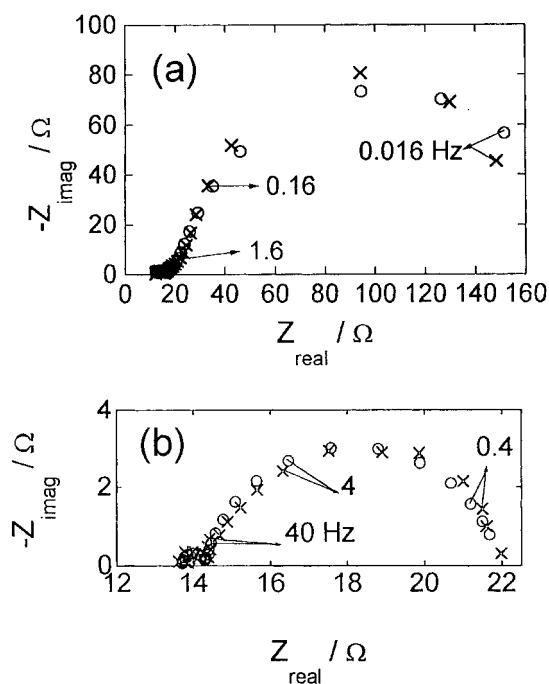 (a)
-Z imag / Ω
100
80
60
40
20
0
0.016 Hz
0.16
1.6
0 20 40 60 80 100 120 140 160
Z real / Ω
(b)
-Z imag / Ω
4
2
0
0.4
4
40 Hz
12 14 16 18 20 22
Z real / Ω